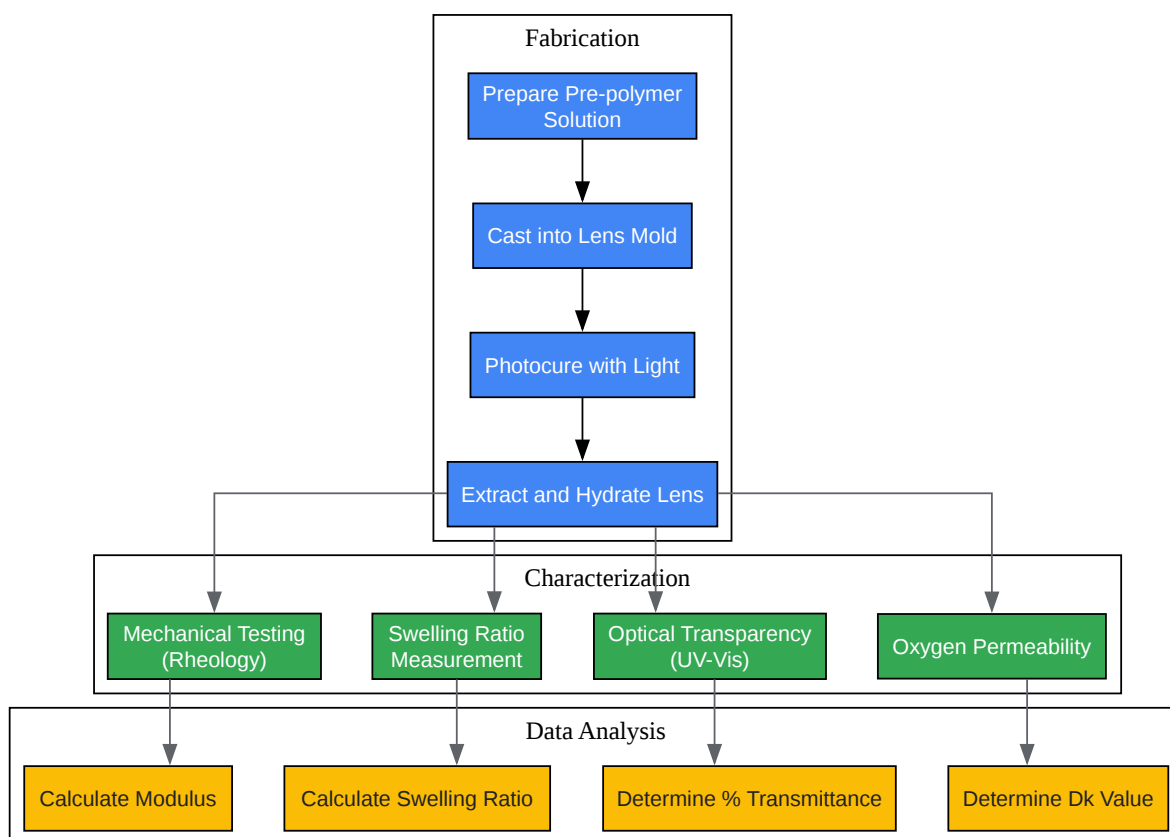 Fabrication
Prepare Pre-polymer
Solution
Cast into Lens Mold
Photocure with Light
Extract and Hydrate Lens
Characterization
Mechanical Testing
(Rheology)
Swelling Ratio
Measurement
Optical Transparency
(UV-Vis)
Oxygen Permeability
Data Analysis
Calculate Modulus
Calculate Swelling Ratio
Determine % Transmittance
Determine Dk Value